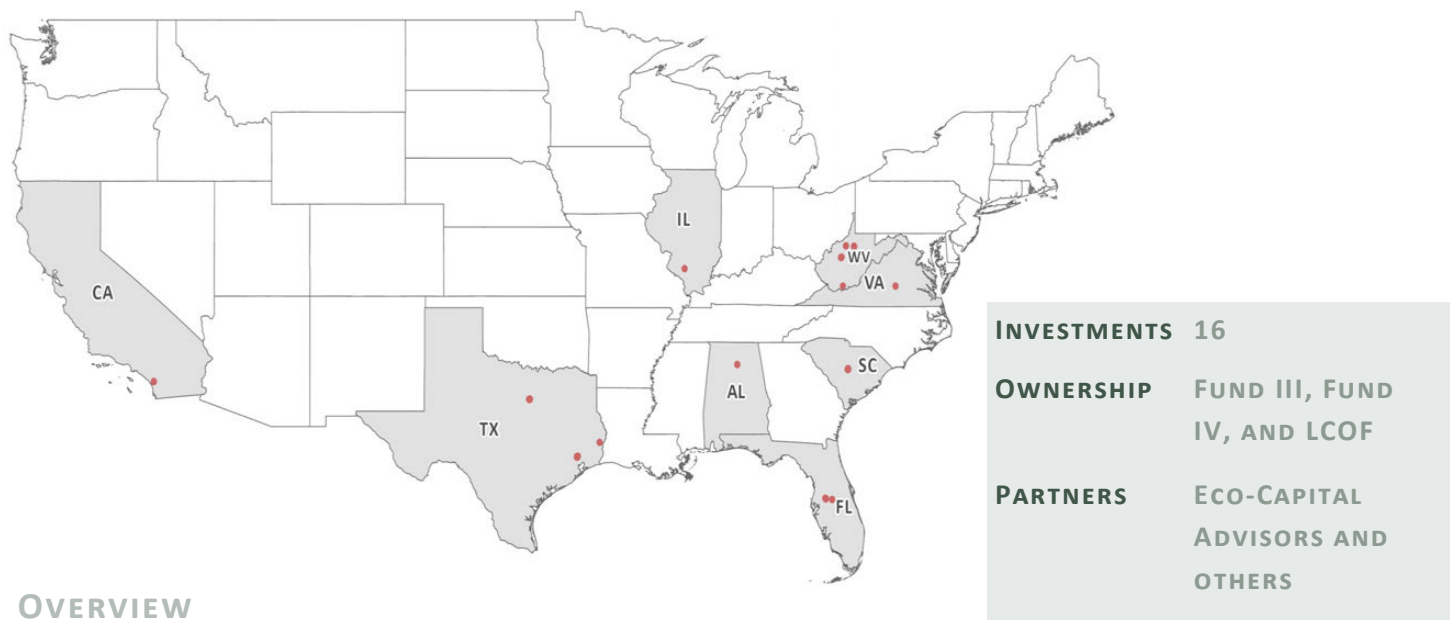 IL
WV
CA
VA
SC
AL
TX
FL
INVESTMENTS 16
OWNERSHIP FUND III, FUND
IV, AND LCOF
PARTNERS ECO-CAPITAL
ADVISORS AND
OTHERS
OVERVIEW